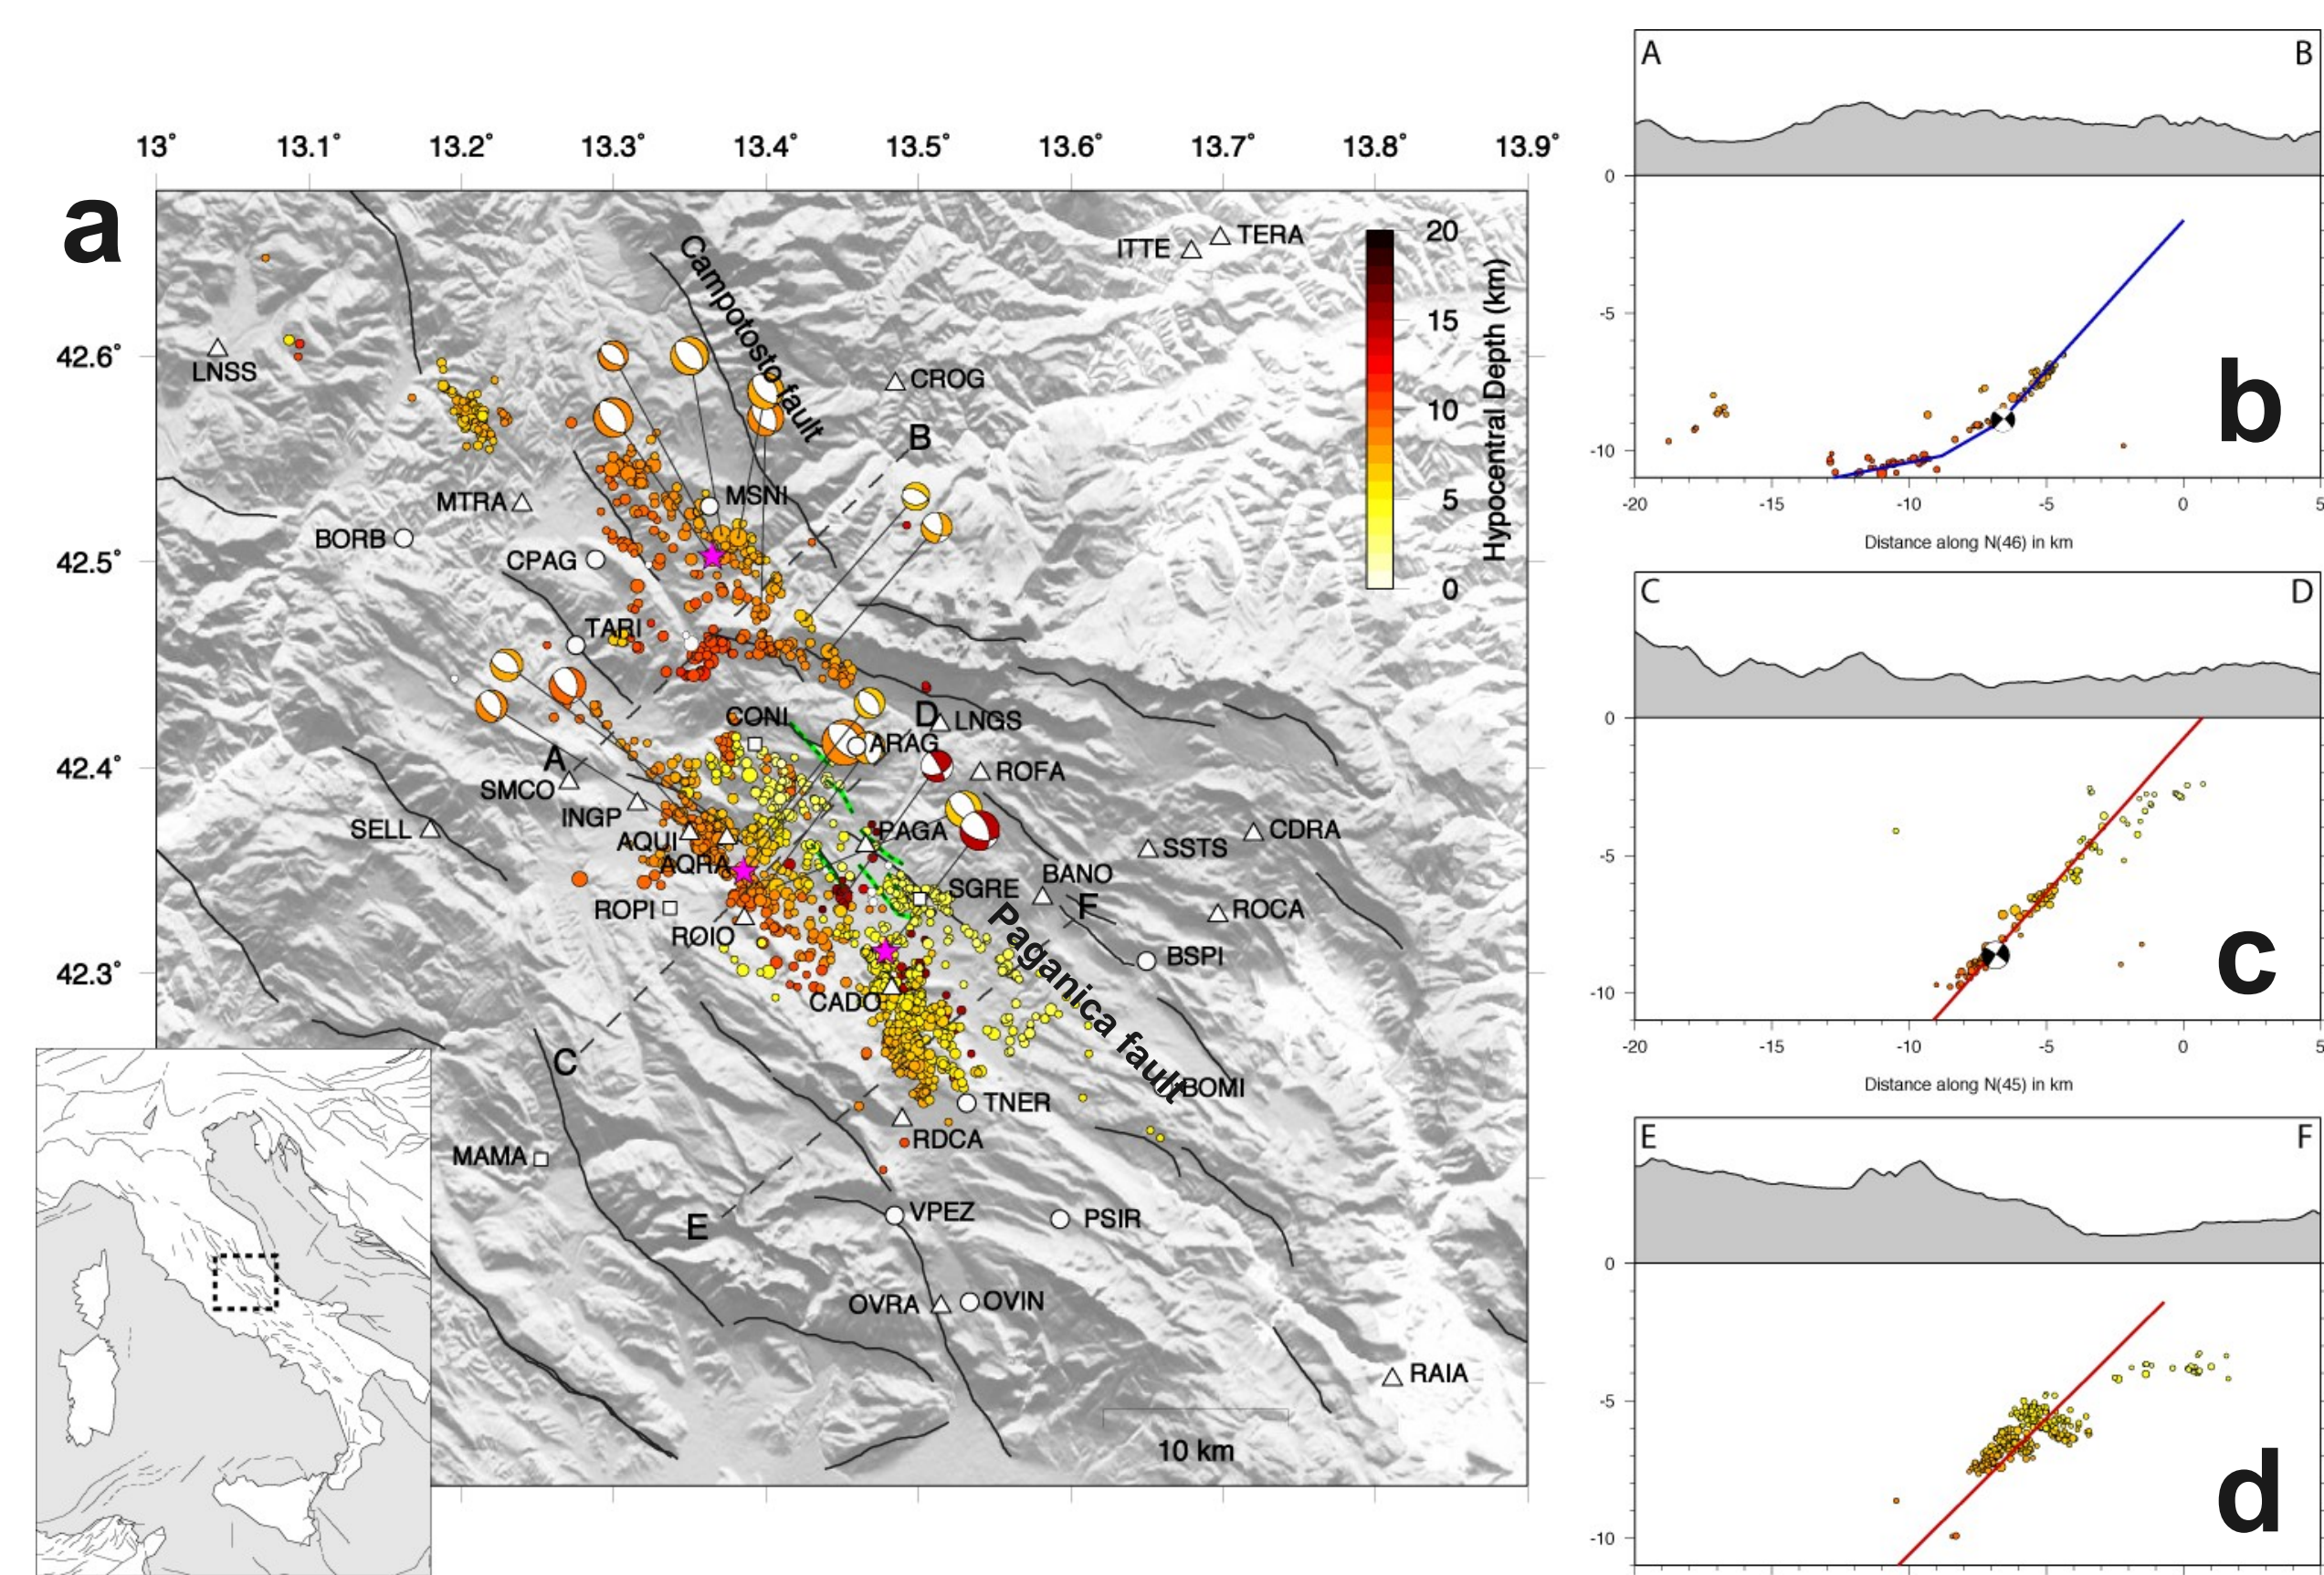 a
13° 13.1° 13.2° 13.3° 13.4° 13.5° 13.6° 13.7° 13.8° 13.9°
42.6°
42.5°
42.4°
42.3°
Campotosto fault
Paganica fault
ITTE
TERA
20
15
10
5
0
Hypocentral Depth (km)
LNSS
CROG
B
MTRA
MSNI
BORB
CPAG
TARI
CONI
D
LNGS
ARAG
A
ROFA
SMCO
INGP
SELL
AQUI
PAGA
CDRA
SSTS
AQRA
BANO
SGRE
F
ROPI
ROCA
ROIO
BSPI
CADO
C
BOMI
TNER
RDCA
MAMA
E
VPEZ
PSIR
OVRA
OVIN
RAIA
10 km
A
B
0
-5
-10
b
-20 -15 -10 -5 0 5
Distance along N(46) in km
C
D
0
-5
-10
c
-20 -15 -10 -5 0 5
Distance along N(45) in km
E
F
0
-5
-10
d